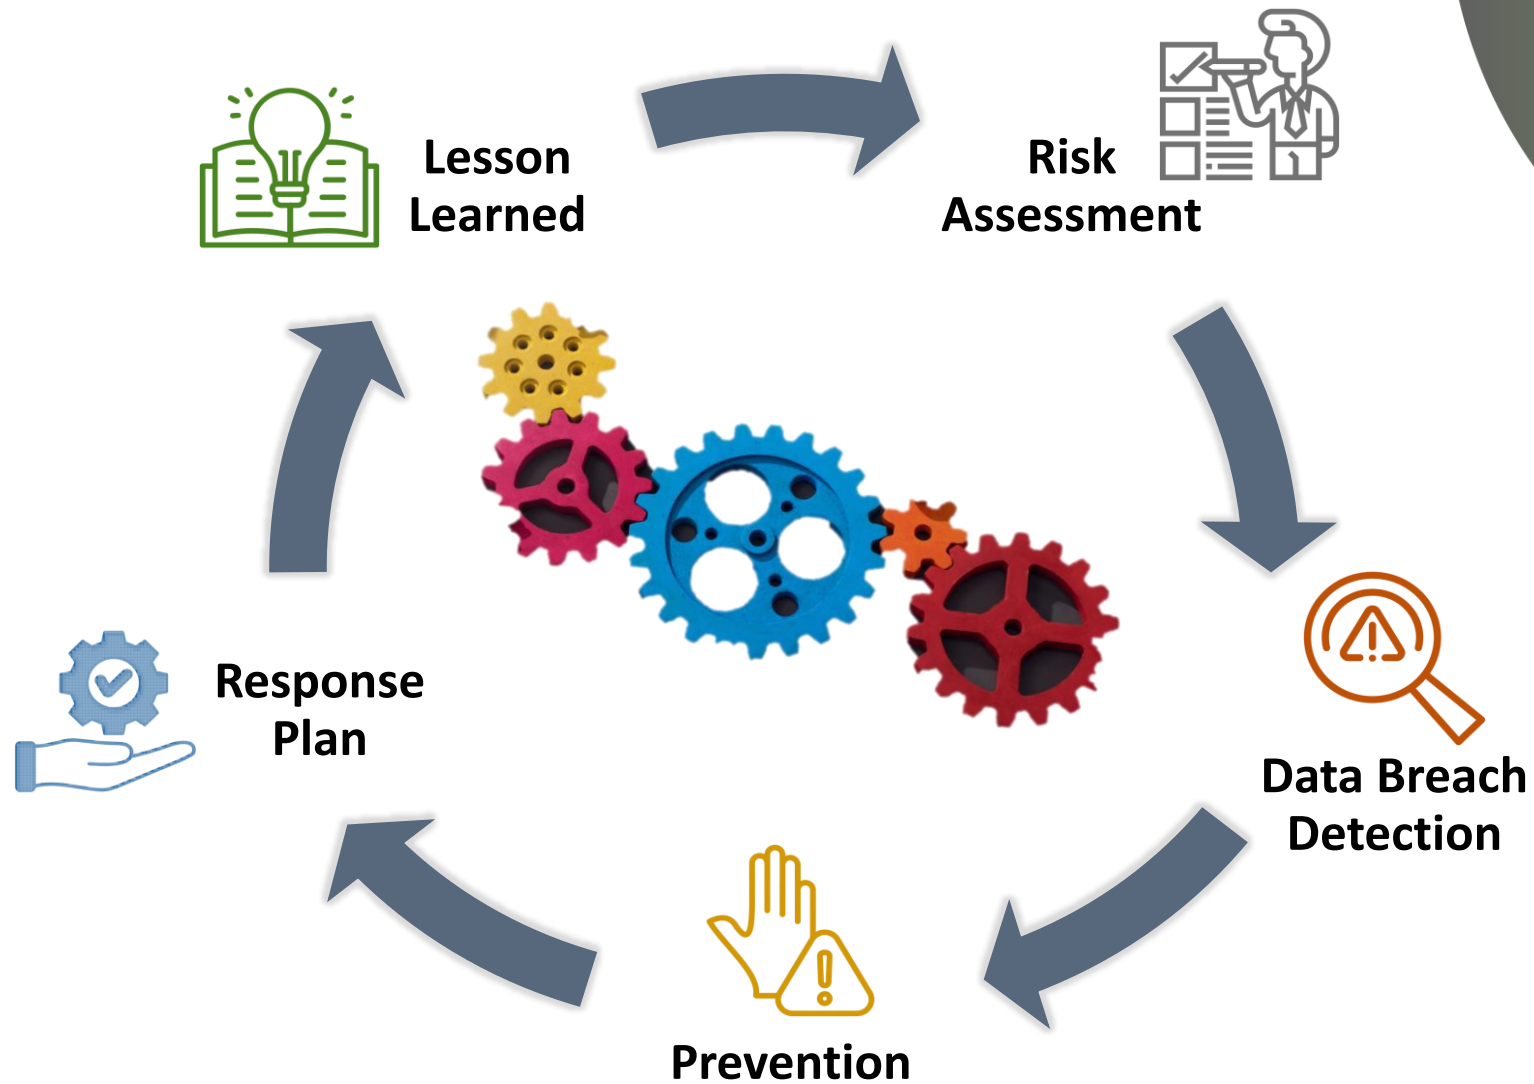 Lesson
Learned
Risk
Assessment
Data Breach
Detection
Prevention
Response
Plan